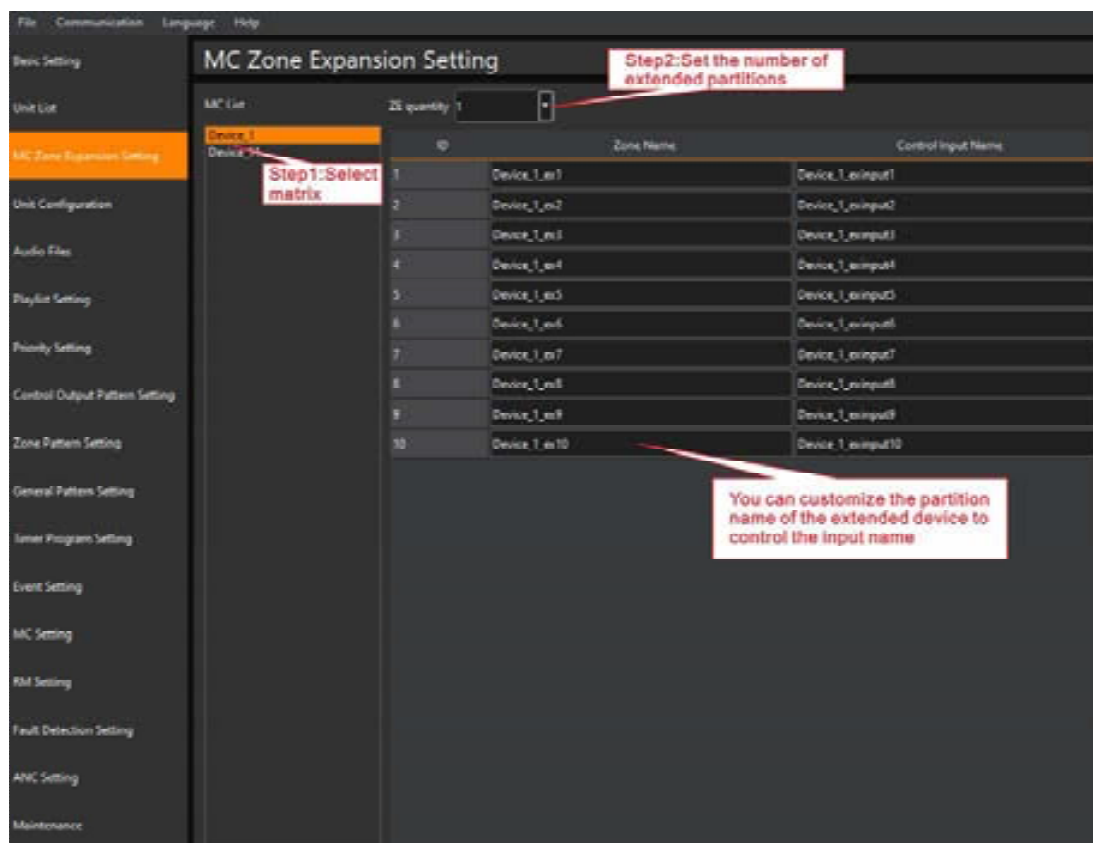 File Communication Language Help
Basic Setting
Unit List
MC Zone Expansion Setting
Unit Configuration
Audio Files
Playlist Setting
Priority Setting
Control Output Pattern Setting
Zone Pattern Setting
General Pattern Setting
Timer Program Setting
Event Setting
MC Setting
RM Setting
Fault Detection Setting
ANC Setting
Maintenance
MC Zone Expansion Setting
Step2:Set the number of
extended partitions
MC List
ZE quantity 1
Device_1
Step1:Select
matrix
ID Zone Name Control Input Name
1 Device_1_ex1 Device_1_exinput1
2 Device_1_ex2 Device_1_exinput2
3 Device_1_ex3 Device_1_exinput3
4 Device_1_ex4 Device_1_exinput4
5 Device_1_ex5 Device_1_exinput5
6 Device_1_ex6 Device_1_exinput6
7 Device_1_ex7 Device_1_exinput7
8 Device_1_ex8 Device_1_exinput8
9 Device_1_ex9 Device_1_exinput9
10 Device_1_ex10 Device_1_exinput10
You can customize the partition
name of the extended device to
control the input name